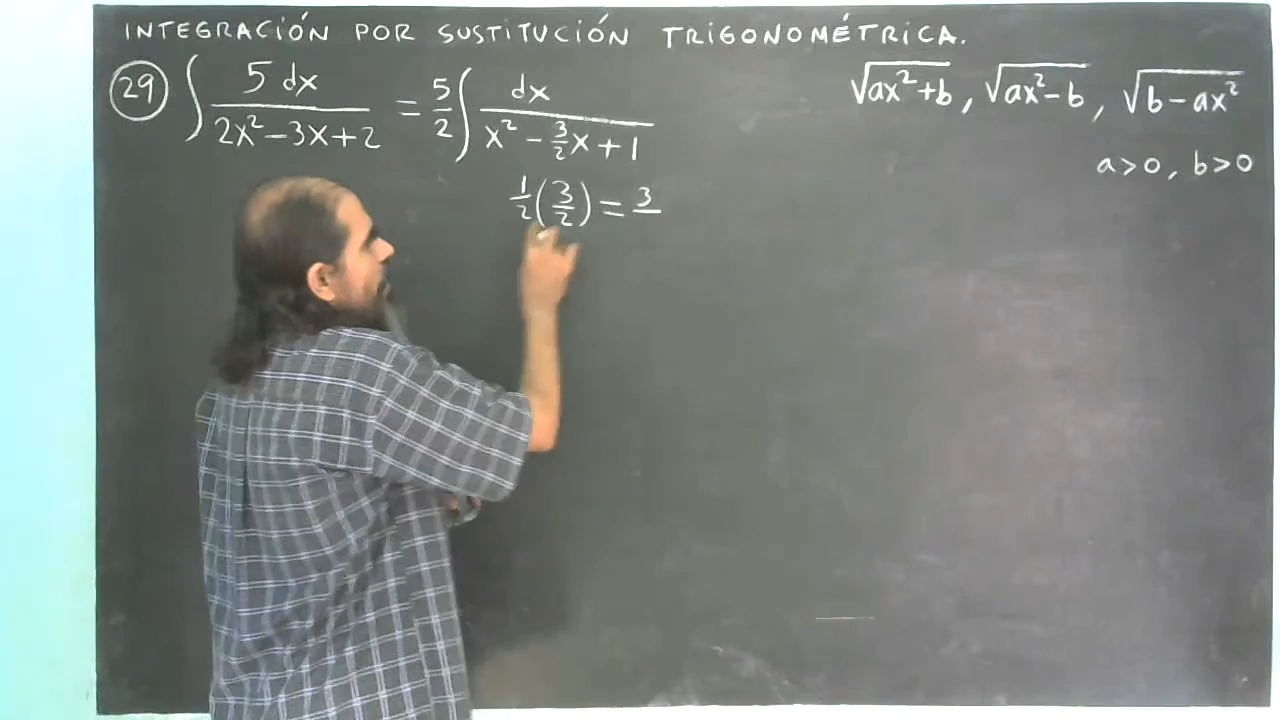 INTEGRACIÓN POR SUSTITUCIÓN TRIGONOMÉTRICA.
29 ∫ 5 dx / (2x² - 3x + 2) = 5/2 ∫ dx / (x² - 3/2 x + 1)
√(ax² + b), √(ax² - b), √(b - ax²)
a > 0, b > 0
1/2 (3/2) = 3/